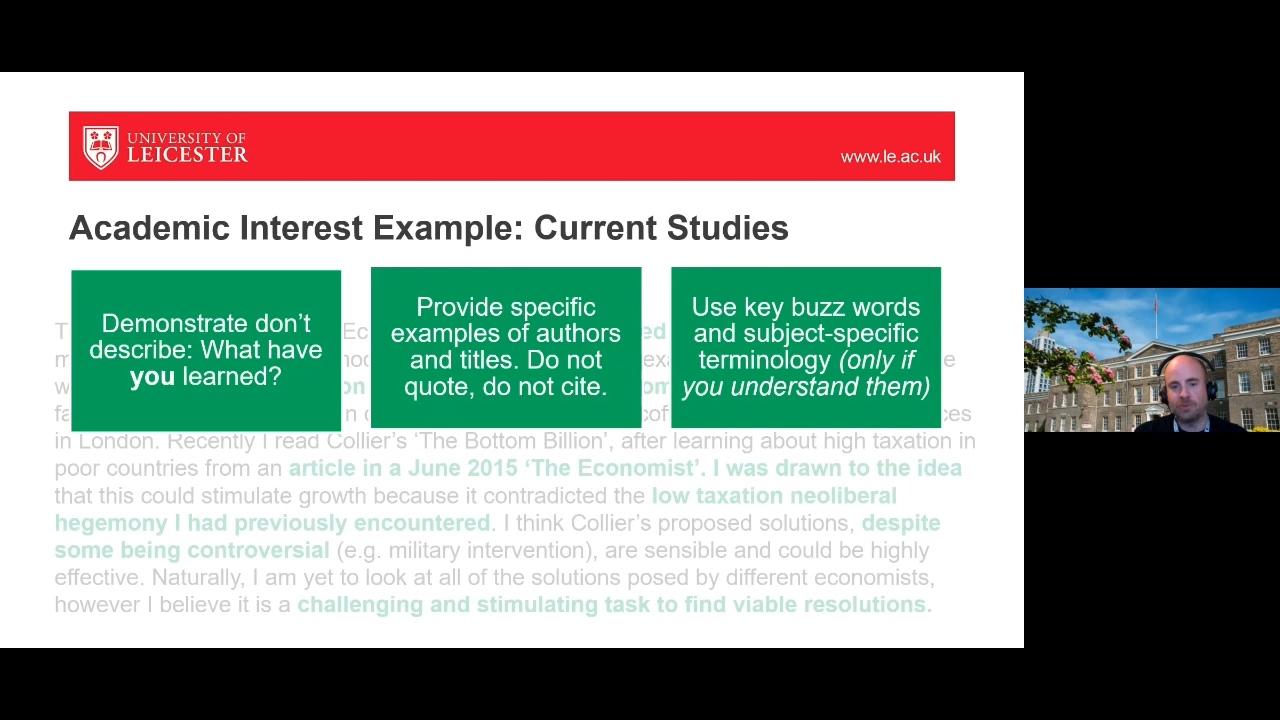 UNIVERSITY OF
LEICESTER
www.le.ac.uk
Academic Interest Example: Current Studies
Demonstrate don't
describe: What have
you learned?
Provide specific
examples of authors
and titles. Do not
quote, do not cite.
Use key buzz words
and subject-specific
terminology (only if
you understand them)
in London. Recently I read Collier's ‘The Bottom Billion’, after learning about high taxation in
poor countries from an article in a June 2015 ‘The Economist’. I was drawn to the idea
that this could stimulate growth because it contradicted the low taxation neoliberal
hegemony I had previously encountered. I think Collier’s proposed solutions, despite
some being controversial (e.g. military intervention), are sensible and could be highly
effective. Naturally, I am yet to look at all of the solutions posed by different economists,
however I believe it is a challenging and stimulating task to find viable resolutions.